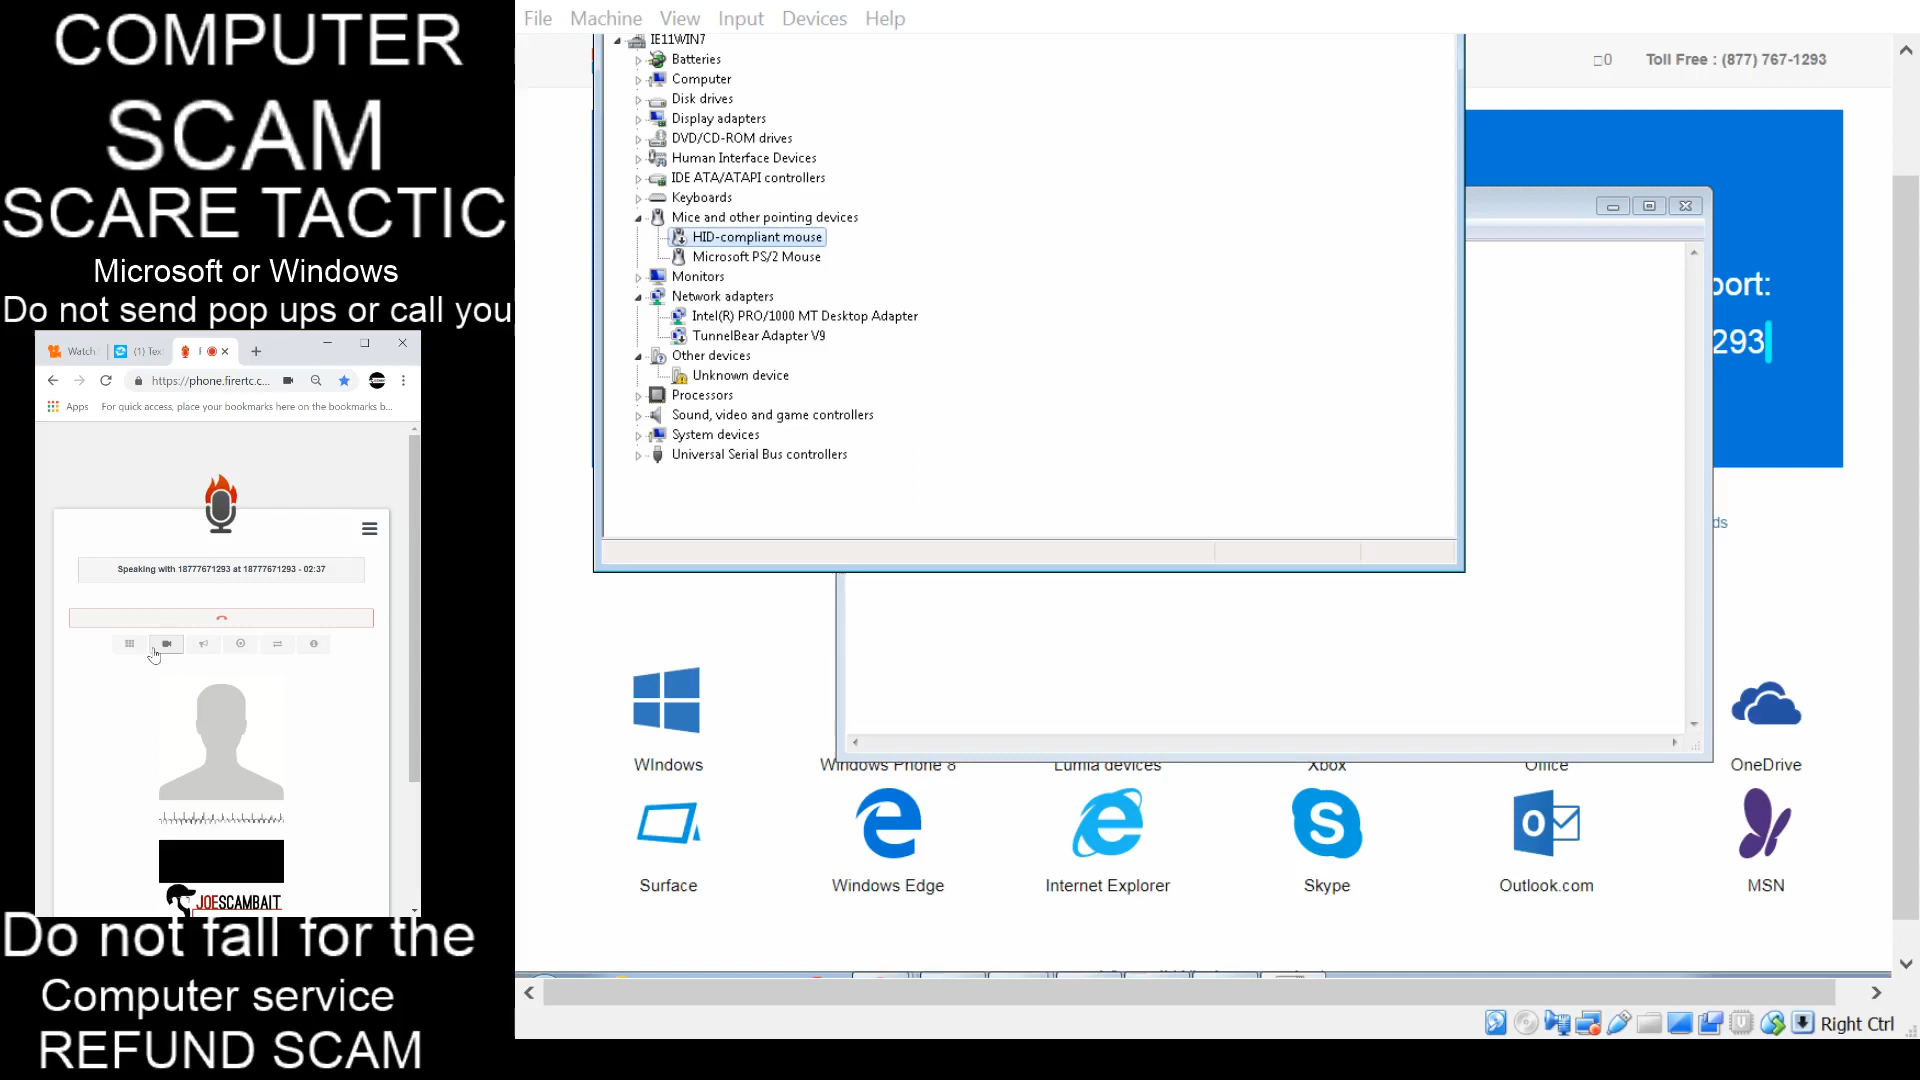 COMPUTER
SCAM
SCARE TACTIC
Microsoft or Windows
Do not send pop ups or call you
Watch
(1) Tex
https://phone.firertc.c...
Apps
For quick access, place your bookmarks here on the bookmarks b...
Speaking with 18777671293 at 18777671293 - 02:37
JOESCAMBAIT
Do not fall for the
Computer service
REFUND SCAM
File Machine View Input Devices Help
IE11WIN7
Batteries
Computer
Disk drives
Display adapters
DVD/CD-ROM drives
Human Interface Devices
IDE ATA/ATAPI controllers
Keyboards
Mice and other pointing devices
HID-compliant mouse
Microsoft PS/2 Mouse
Monitors
Network adapters
Intel(R) PRO/1000 MT Desktop Adapter
TunnelBear Adapter V9
Other devices
Unknown device
Processors
Sound, video and game controllers
System devices
Universal Serial Bus controllers
0
Toll Free : (877) 767-1293
port:
293
ds
WIndows
Windows Phone 8
Lumia devices
Xbox
Office
OneDrive
Surface
Windows Edge
Internet Explorer
Skype
Outlook.com
MSN
Right Ctrl